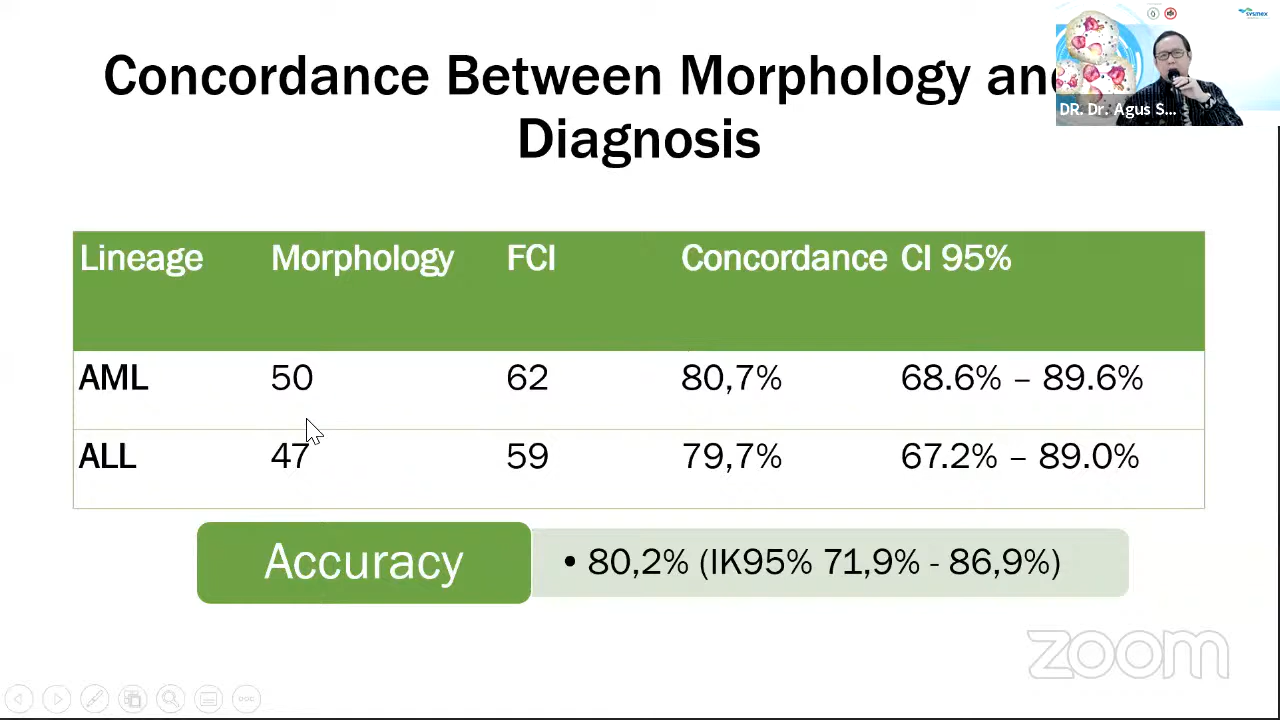 Concordance Between Morphology and
Diagnosis
sysmex
DR. Dr. Agus S...
Lineage Morphology FCI Concordance CI 95%
AML 50 62 80,7% 68.6% – 89.6%
ALL 47 59 79,7% 67.2% – 89.0%
Accuracy • 80,2% (IK95% 71,9% - 86,9%)
zoom